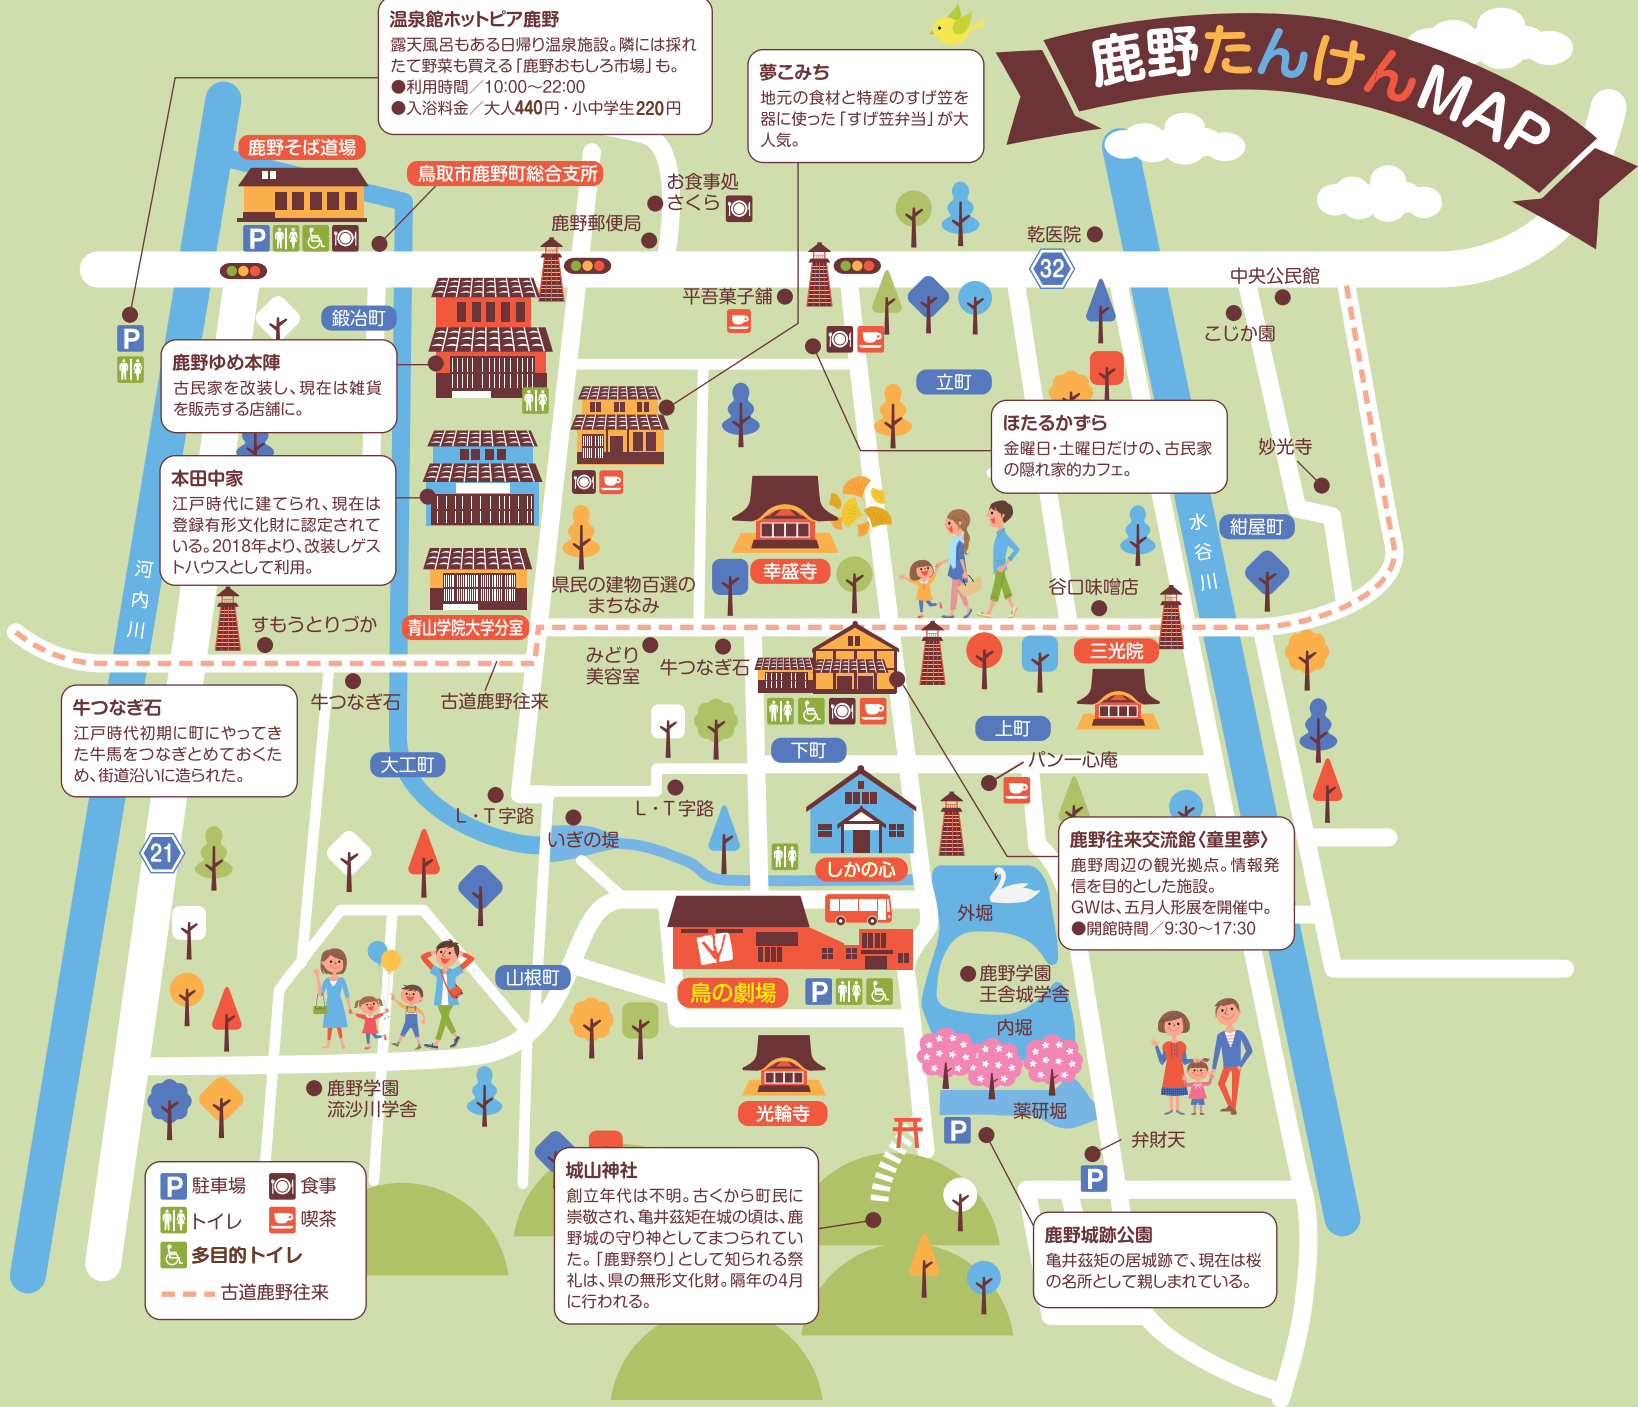 鹿野たんけんMAP
温泉館ホットピア鹿野
露天風呂もある日帰り温泉施設。隣には採れ
たて野菜も買える「鹿野おもしろ市場」も。
●利用時間／10:00～22:00
●入浴料金／大人440円・小中学生220円
夢こみち
地元の食材と特産のすげ笠を
器に使った「すげ笠弁当」が大
人気。
鹿野そば道場
鳥取市鹿野町総合支所
お食事処
さくら
鹿野郵便局
乾医院
32
中央公民館
こじか園
平吾菓子舗
P
鍛冶町
P
鹿野ゆめ本陣
古民家を改装し、現在は雑貨
を販売する店舗に。
立町
ほたるかずら
金曜日・土曜日だけの、古民家
の隠れ家的カフェ。
妙光寺
本田中家
江戸時代に建てられ、現在は
登録有形文化財に認定されて
いる。2018年より、改装しゲス
トハウスとして利用。
水谷川
紺屋町
河内川
幸盛寺
県民の建物百選の
まちなみ
谷口味噌店
すもうとりづか
青山学院大学分室
みどり
美容室
牛つなぎ石
三光院
牛つなぎ石
古道鹿野往来
牛つなぎ石
江戸時代初期に町にやってき
た牛馬をつなぎとめておくた
め、街道沿いに造られた。
上町
下町
大工町
パン一心庵
L・T字路
L・T字路
いぎの堤
21
しかの心
鹿野往来交流館〈童里夢〉
鹿野周辺の観光拠点。情報発
信を目的とした施設。
GWは、五月人形展を開催中。
●開館時間／9:30～17:30
外堀
鹿野学園
王舎城学舎
山根町
鳥の劇場
P
内堀
鹿野学園
流沙川学舎
光輪寺
薬研堀
P
弁財天
P
城山神社
創立年代は不明。古くから町民に
崇敬され、亀井茲矩在城の頃は、鹿
野城の守り神としてまつられてい
た。「鹿野祭り」として知られる祭
礼は、県の無形文化財。隔年の4月
に行われる。
鹿野城跡公園
亀井茲矩の居城跡で、現在は桜
の名所として親しまれている。
P 駐車場
食事
トイレ
喫茶
多目的トイレ
古道鹿野往来